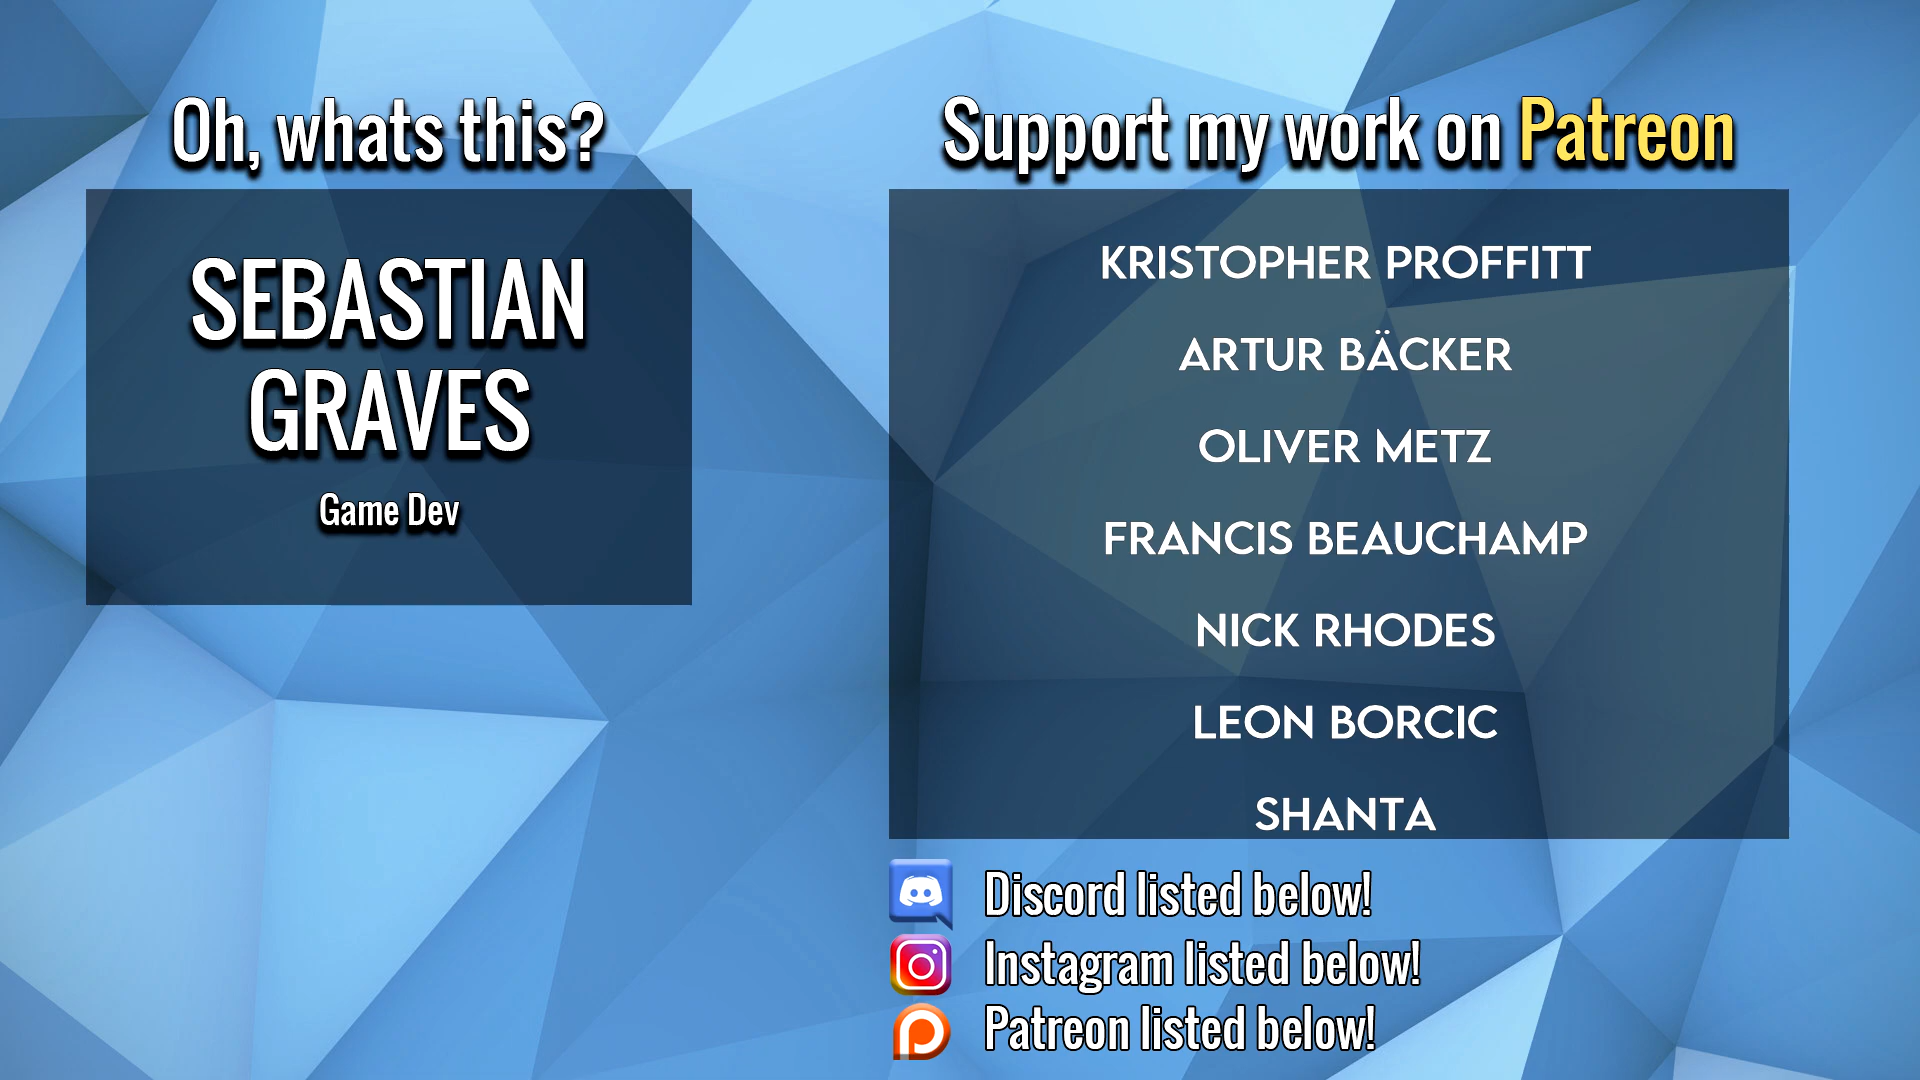 Oh, whats this?
SEBASTIAN
GRAVES
Game Dev
Support my work on Patreon
KRISTOPHER PROFFITT
ARTUR BÄCKER
OLIVER METZ
FRANCIS BEAUCHAMP
NICK RHODES
LEON BORCIC
SHANTA
Discord listed below!
Instagram listed below!
Patreon listed below!